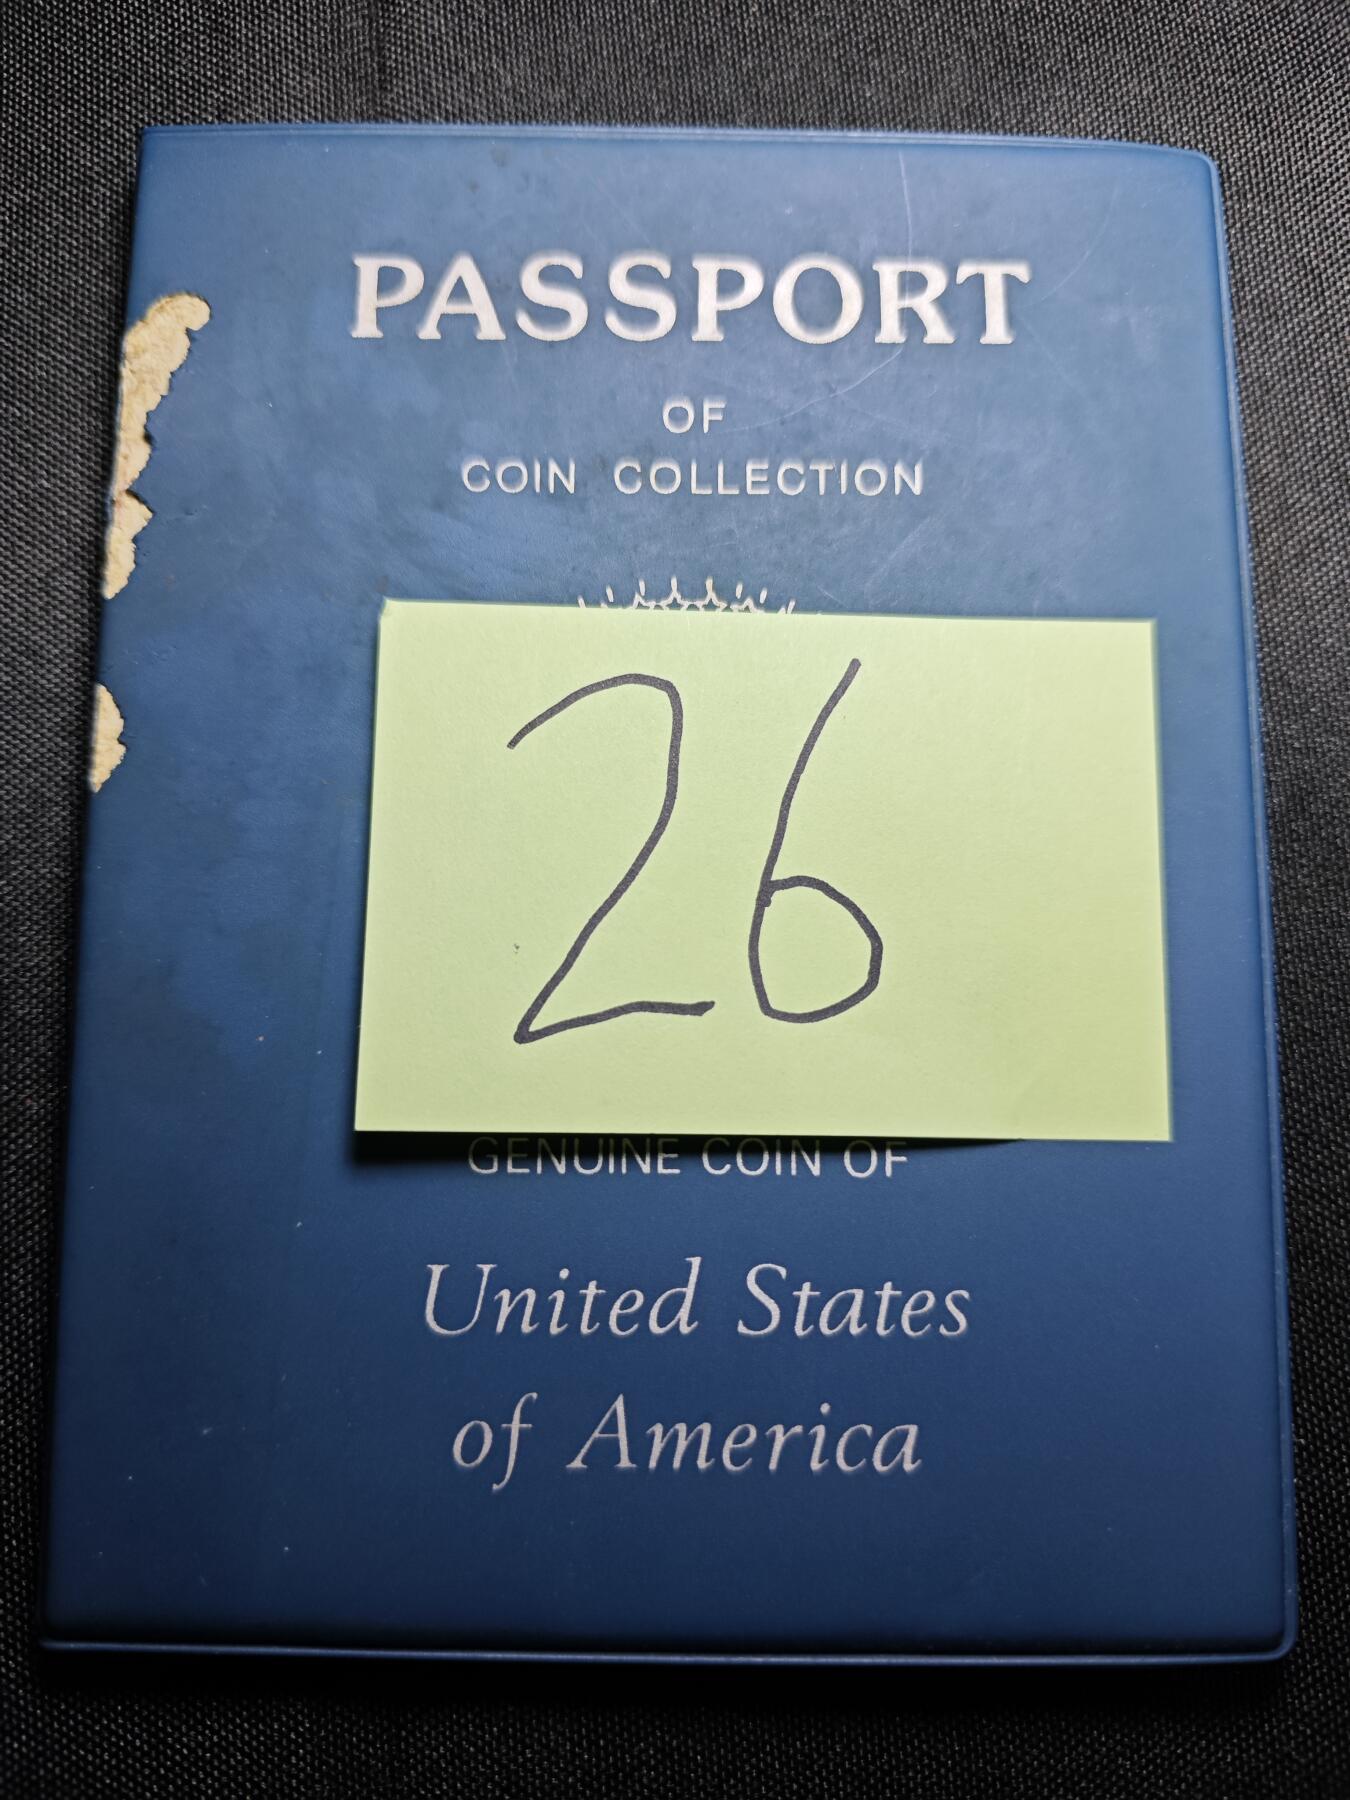 PASSPORT
OF
COIN COLLECTION
26
GENUINE COIN OF
United States
of America